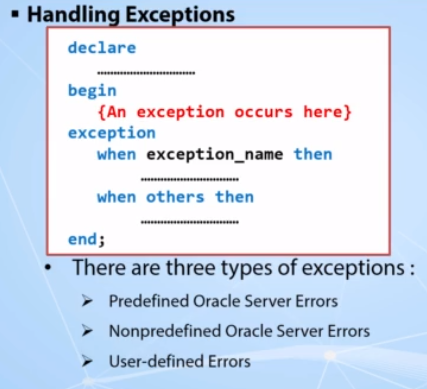 ▪ Handling Exceptions
declare
..............................
begin
{An exception occurs here}
exception
when exception_name then
..............................
when others then
..............................
end;
• There are three types of exceptions :
➢ Predefined Oracle Server Errors
➢ Nonpredefined Oracle Server Errors
➢ User-defined Errors